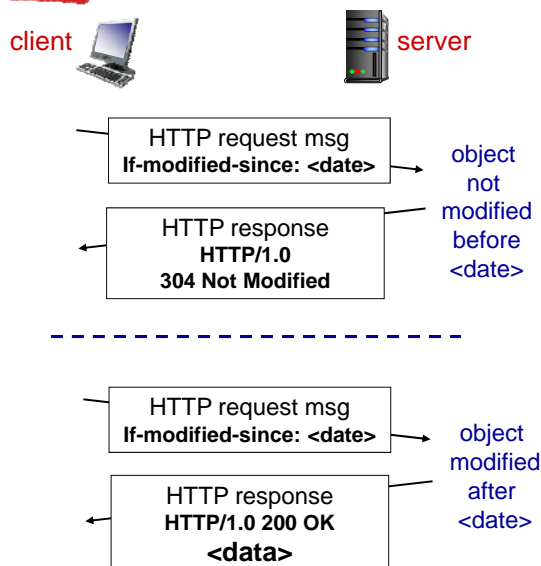 client
server
HTTP request msg
If-modified-since: <date>
object
not
modified
before
<date>
HTTP response
HTTP/1.0
304 Not Modified
HTTP request msg
If-modified-since: <date>
object
modified
after
<date>
HTTP response
HTTP/1.0 200 OK
<data>